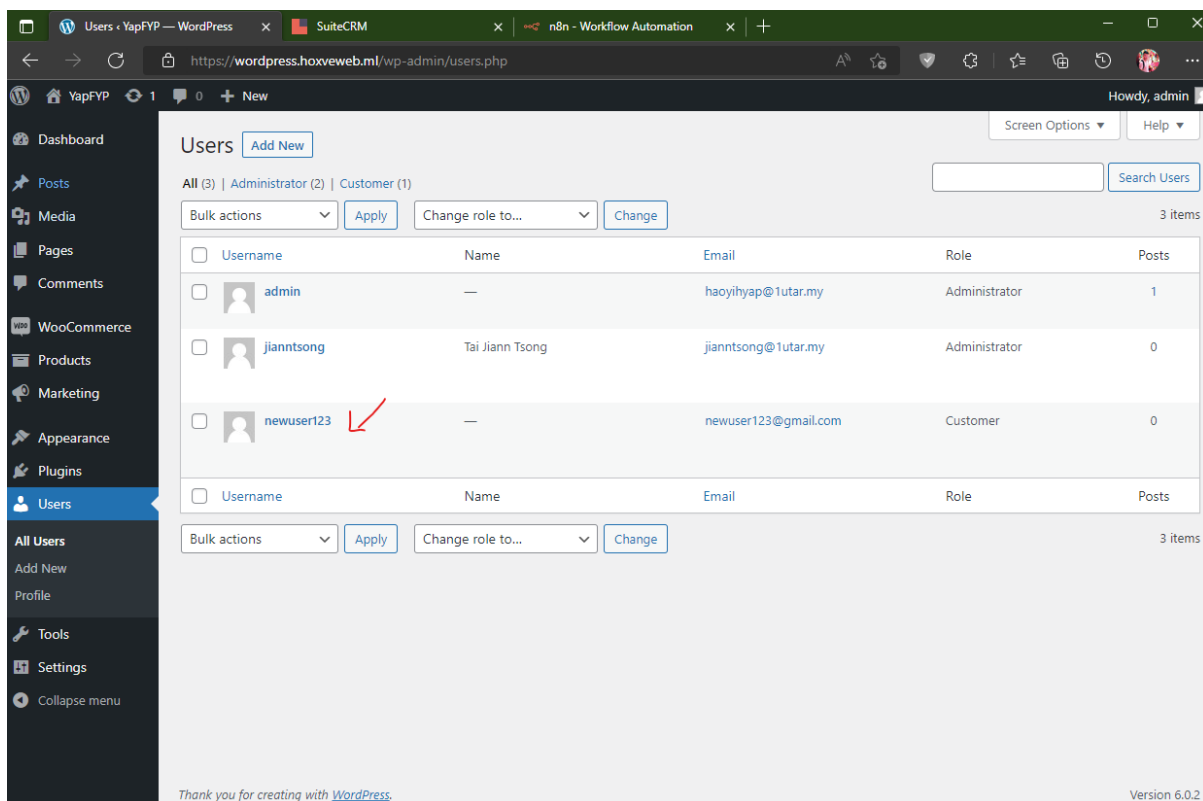 Users ‹ YapFYP — WordPress
SuiteCRM
n8n - Workflow Automation
https://wordpress.hoxveweb.ml/wp-admin/users.php
YapFYP 1 0 + New Howdy, admin
Screen Options ▼ Help ▼
Dashboard
Posts
Media
Pages
Comments
WooCommerce
Products
Marketing
Appearance
Plugins
Users
All Users
Add New
Profile
Tools
Settings
Collapse menu
Users Add New
All (3) | Administrator (2) | Customer (1)
Search Users
Bulk actions Apply Change role to... Change 3 items
Username Name Email Role Posts
admin — haoyihyap@1utar.my Administrator 1
jianntsong Tai Jiann Tsong jianntsong@1utar.my Administrator 0
newuser123 — newuser123@gmail.com Customer 0
Username Name Email Role Posts
Bulk actions Apply Change role to... Change 3 items
Thank you for creating with WordPress. Version 6.0.2